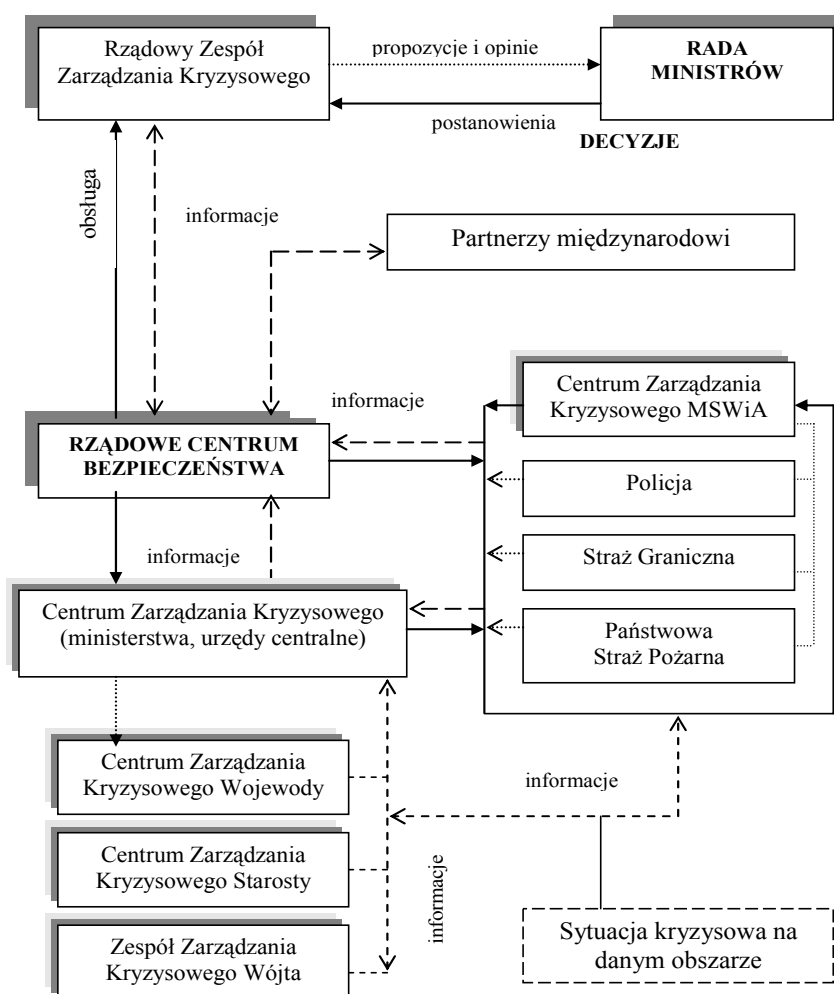 Rządowy Zespół
Zarządzania Kryzysowego
propozycje i opinie
RADA
MINISTRÓW
postanowienia
DECYZJE
obsługa
informacje
Partnerzy międzynarodowi
informacje
Centrum Zarządzania
Kryzysowego MSWiA
RZĄDOWE CENTRUM
BEZPIECZEŃSTWA
Policja
informacje
Straż Graniczna
Centrum Zarządzania Kryzysowego
(ministerstwa, urzędy centralne)
Państwowa
Straż Pożarna
Centrum Zarządzania
Kryzysowego Wojewody
informacje
Centrum Zarządzania
Kryzysowego Starosty
informacje
Zespół Zarządzania
Kryzysowego Wójta
Sytuacja kryzysowa na
danym obszarze